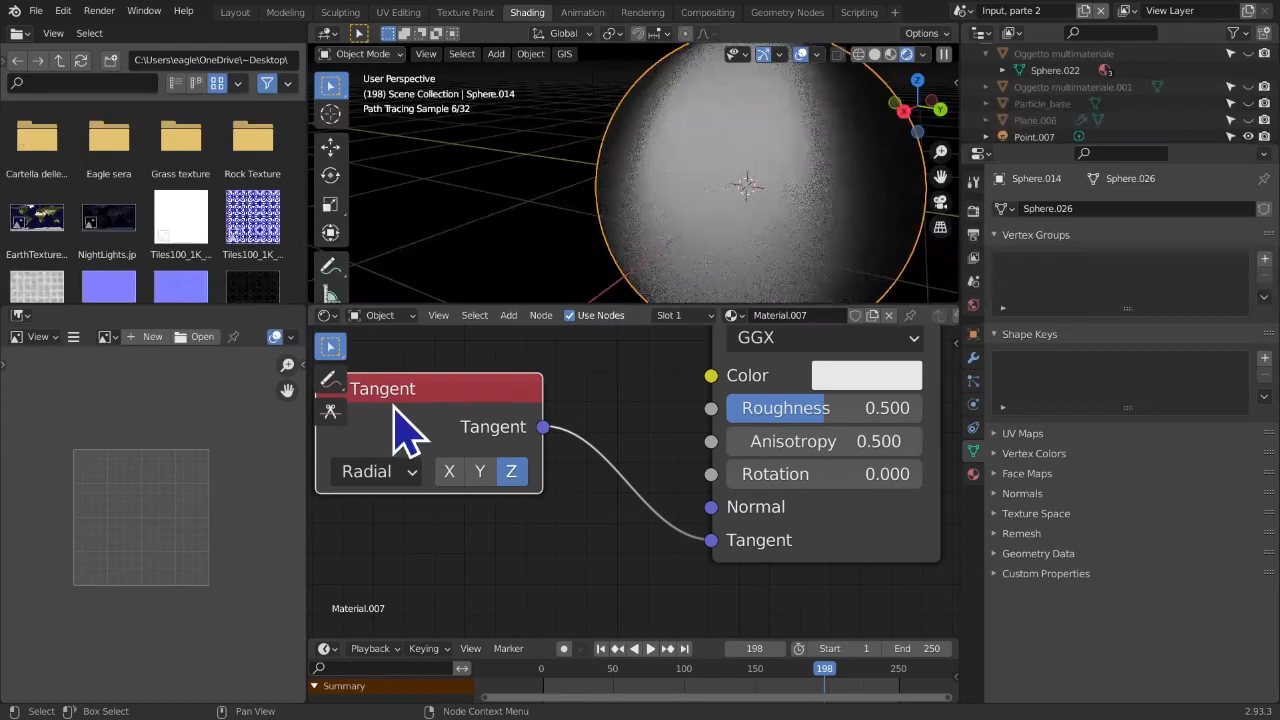 File Edit Render Window Help Layout Modeling Sculpting UV Editing Texture Paint Shading Animation Rendering Compositing Geometry Nodes Scripting + Input, parte 2 View Layer
View Select Global Options
C:\Users\eagle\OneDrive\~Desktop\
Object Mode View Select Add Object GIS
User Perspective
(198) Scene Collection | Sphere.014
Path Tracing Sample 6/32
Z
Y
X
Cartella delle... Eagle sera Grass texture Rock Texture
EarthTexture... NightLights.jp Tiles100_1K_... Tiles100_1K_...
Oggetto multimateriale
Sphere.022 3
Oggetto multimateriale.001
Particle_base
Plane.006
Point.007
Sphere.014 Sphere.026
Sphere.026
Vertex Groups
Shape Keys
UV Maps
Vertex Colors
Face Maps
Normals
Texture Space
Remesh
Geometry Data
Custom Properties
View + New Open
Object View Select Add Node Use Nodes Slot 1 Material.007
Tangent
Tangent
Radial X Y Z
GGX
Color
Roughness 0.500
Anisotropy 0.500
Rotation 0.000
Normal
Tangent
Material.007
Playback Keying View Marker 198 Start 1 End 250
0 50 100 150 198 250
Summary
Select Box Select Pan View Node Context Menu 2.93.3